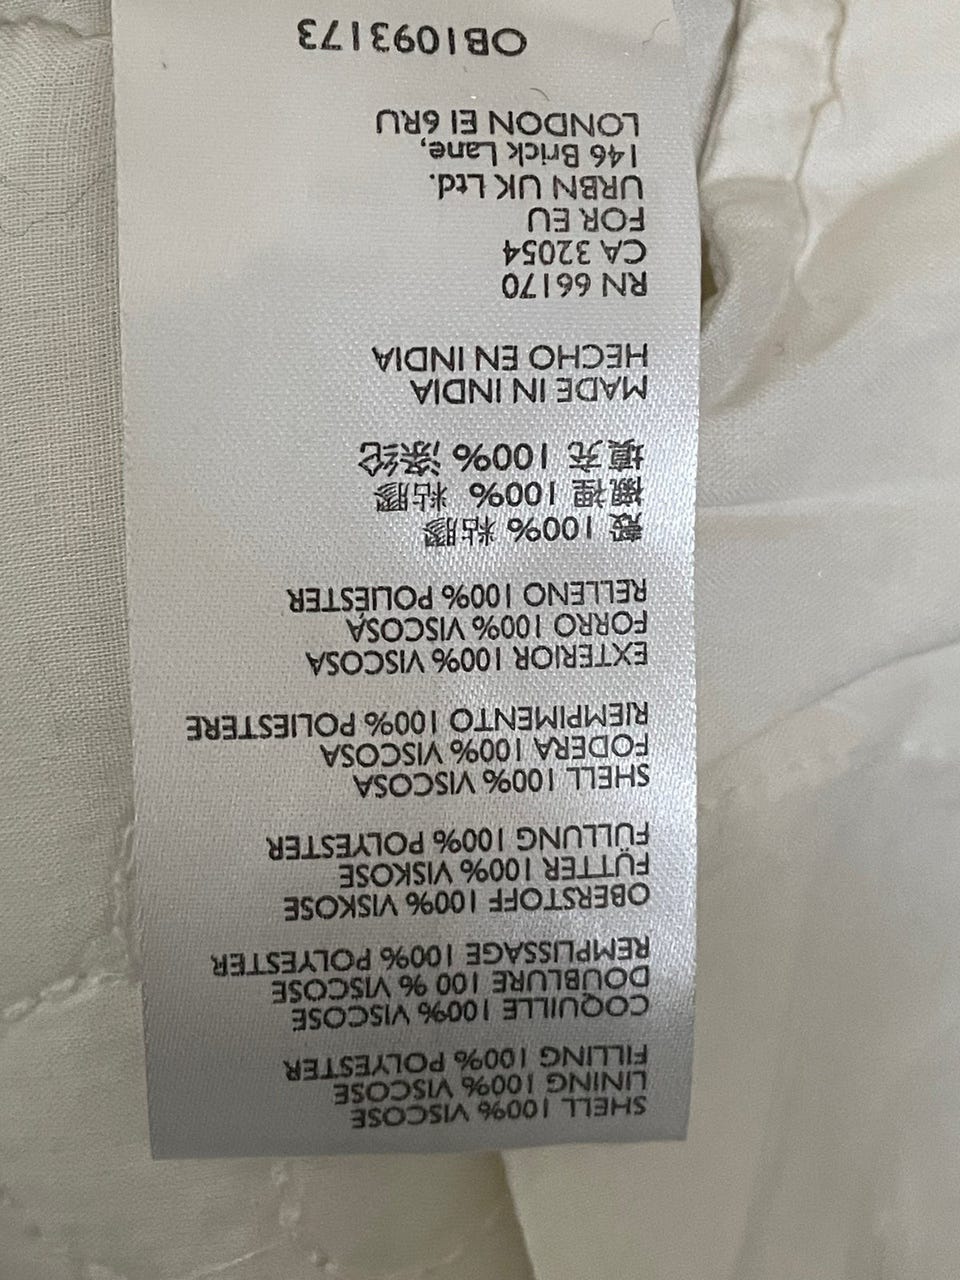 SHELL 100% VISCOSE
LINING 100% VISCOSE
FILLING 100% POLYESTER
COQUILLE 100% VISCOSE
DOUBLURE 100 % VISCOSE
REMPLISSAGE 100% POLYESTER
OBERSTOFF 100% VISKOSE
FÜTTER 100% VISKOSE
FÜLLUNG 100% POLYESTER
SHELL 100% VISCOSA
FODERA 100% VISCOSA
RIEMPIMENTO 100% POLIESTERE
EXTERIOR 100% VISCOSA
FORRO 100% VISCOSA
RELLENO 100% POLIÉSTER
殼 100% 粘膠
襯裡 100% 粘膠
填充 100% 滌纶
MADE IN INDIA
HECHO EN INDIA
RN 66170
CA 32054
FOR EU
URBN UK Ltd.
146 Brick Lane,
LONDON E1 6RU
OB1093173